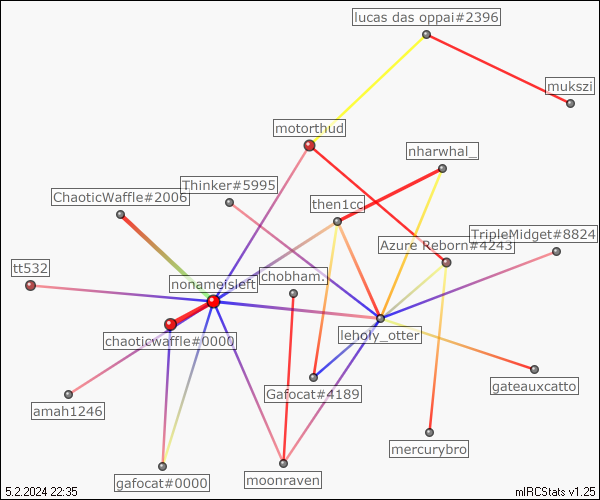 lucas das oppai#2396
mukszi
motorthud
nharwhal_
Thinker#5995
ChaoticWaffle#2006
then1cc
TripleMidget#8824
Azure Reborn#4243
tt532
chobham.
nonameisleft
leholy_otter
chaoticwaffle#0000
gateauxcatto
Gafocat#4189
amah1246
mercurybro
moonraven
gafocat#0000
5.2.2024 22:35
mIRCStats v1.25